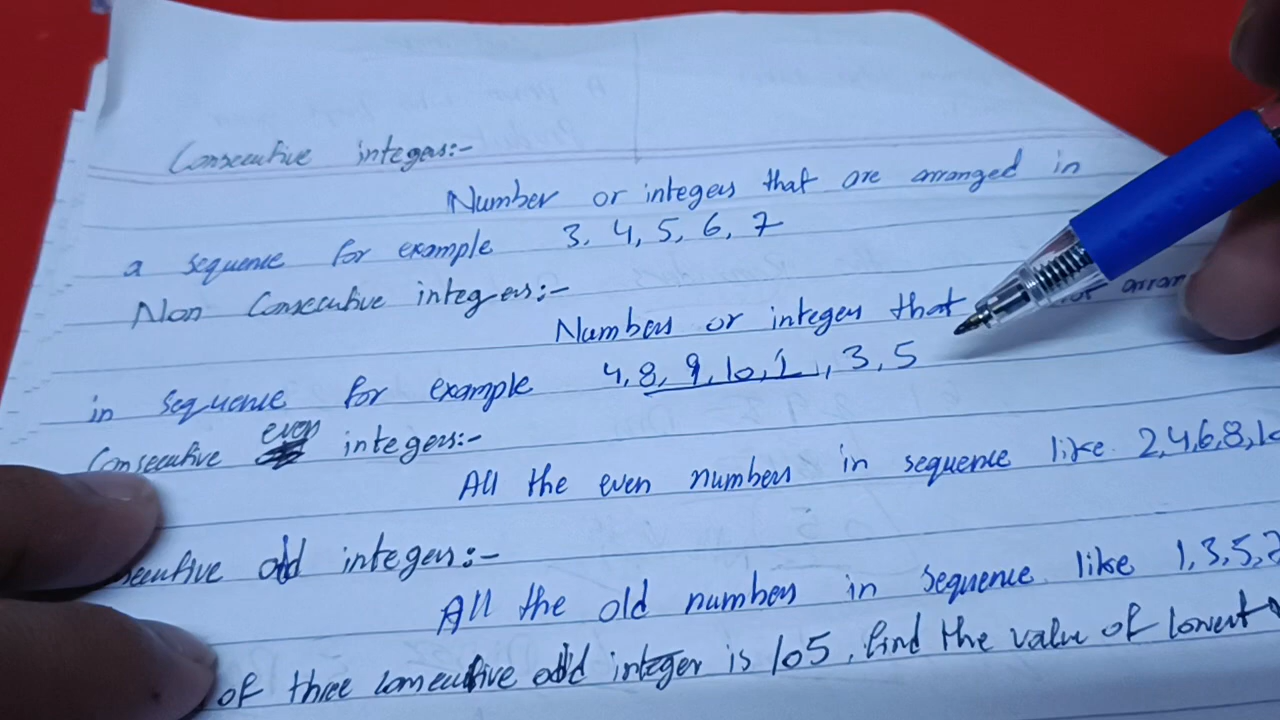 Consecutive integers:-
Number or integers that are arranged in
a sequence for example 3, 4, 5, 6, 7
Non Consecutive integers:-
Numbers or integers that
in sequence for example 4, 8, 9, 10, 1, 3, 5
Consecutive even integers:-
All the even numbers in sequence like 2,4,6,8,
odd integers:-
All the old numbers in sequence like 1,3,5,
of three consecutive odd integer is 105, find the value of lowest